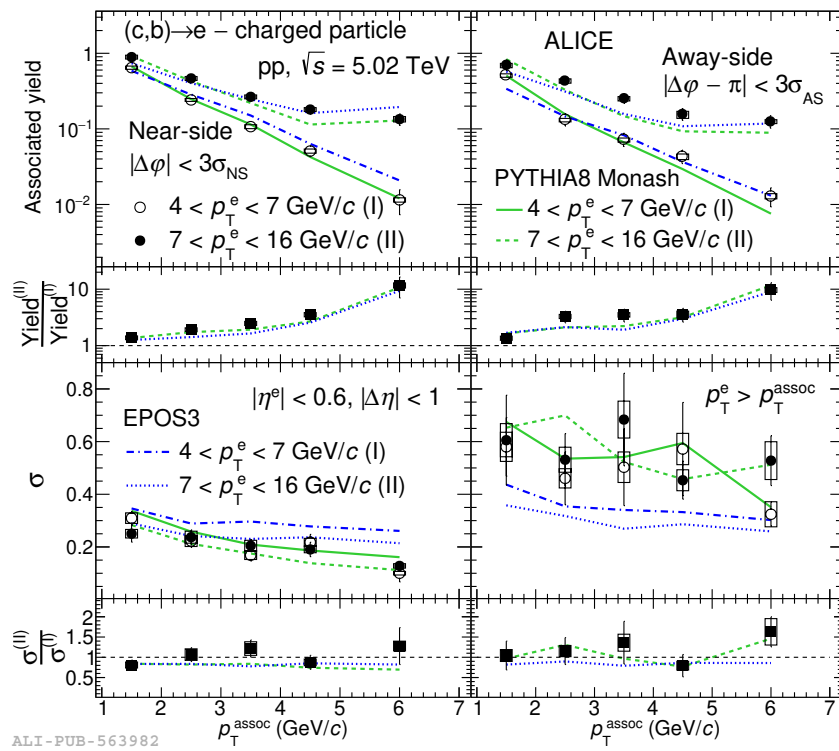 (c,b)→e − charged particle
pp, √s = 5.02 TeV
Near-side
|Δφ| < 3σ_NS
4 < p_T^e < 7 GeV/c (I)
7 < p_T^e < 16 GeV/c (II)
Associated yield
1
10⁻¹
10⁻²
ALICE
Away-side
|Δφ − π| < 3σ_AS
PYTHIA8 Monash
4 < p_T^e < 7 GeV/c (I)
7 < p_T^e < 16 GeV/c (II)
Yield^(II)
Yield^(I)
10
1
|η^e| < 0.6, |Δη| < 1
EPOS3
4 < p_T^e < 7 GeV/c (I)
7 < p_T^e < 16 GeV/c (II)
σ
0.8
0.6
0.4
0.2
p_T^e > p_T^assoc
σ^(II)
σ^(I)
2
1.5
1
0.5
1 2 3 4 5 6 7
p_T^assoc (GeV/c)
1 2 3 4 5 6 7
p_T^assoc (GeV/c)
ALI-PUB-563982